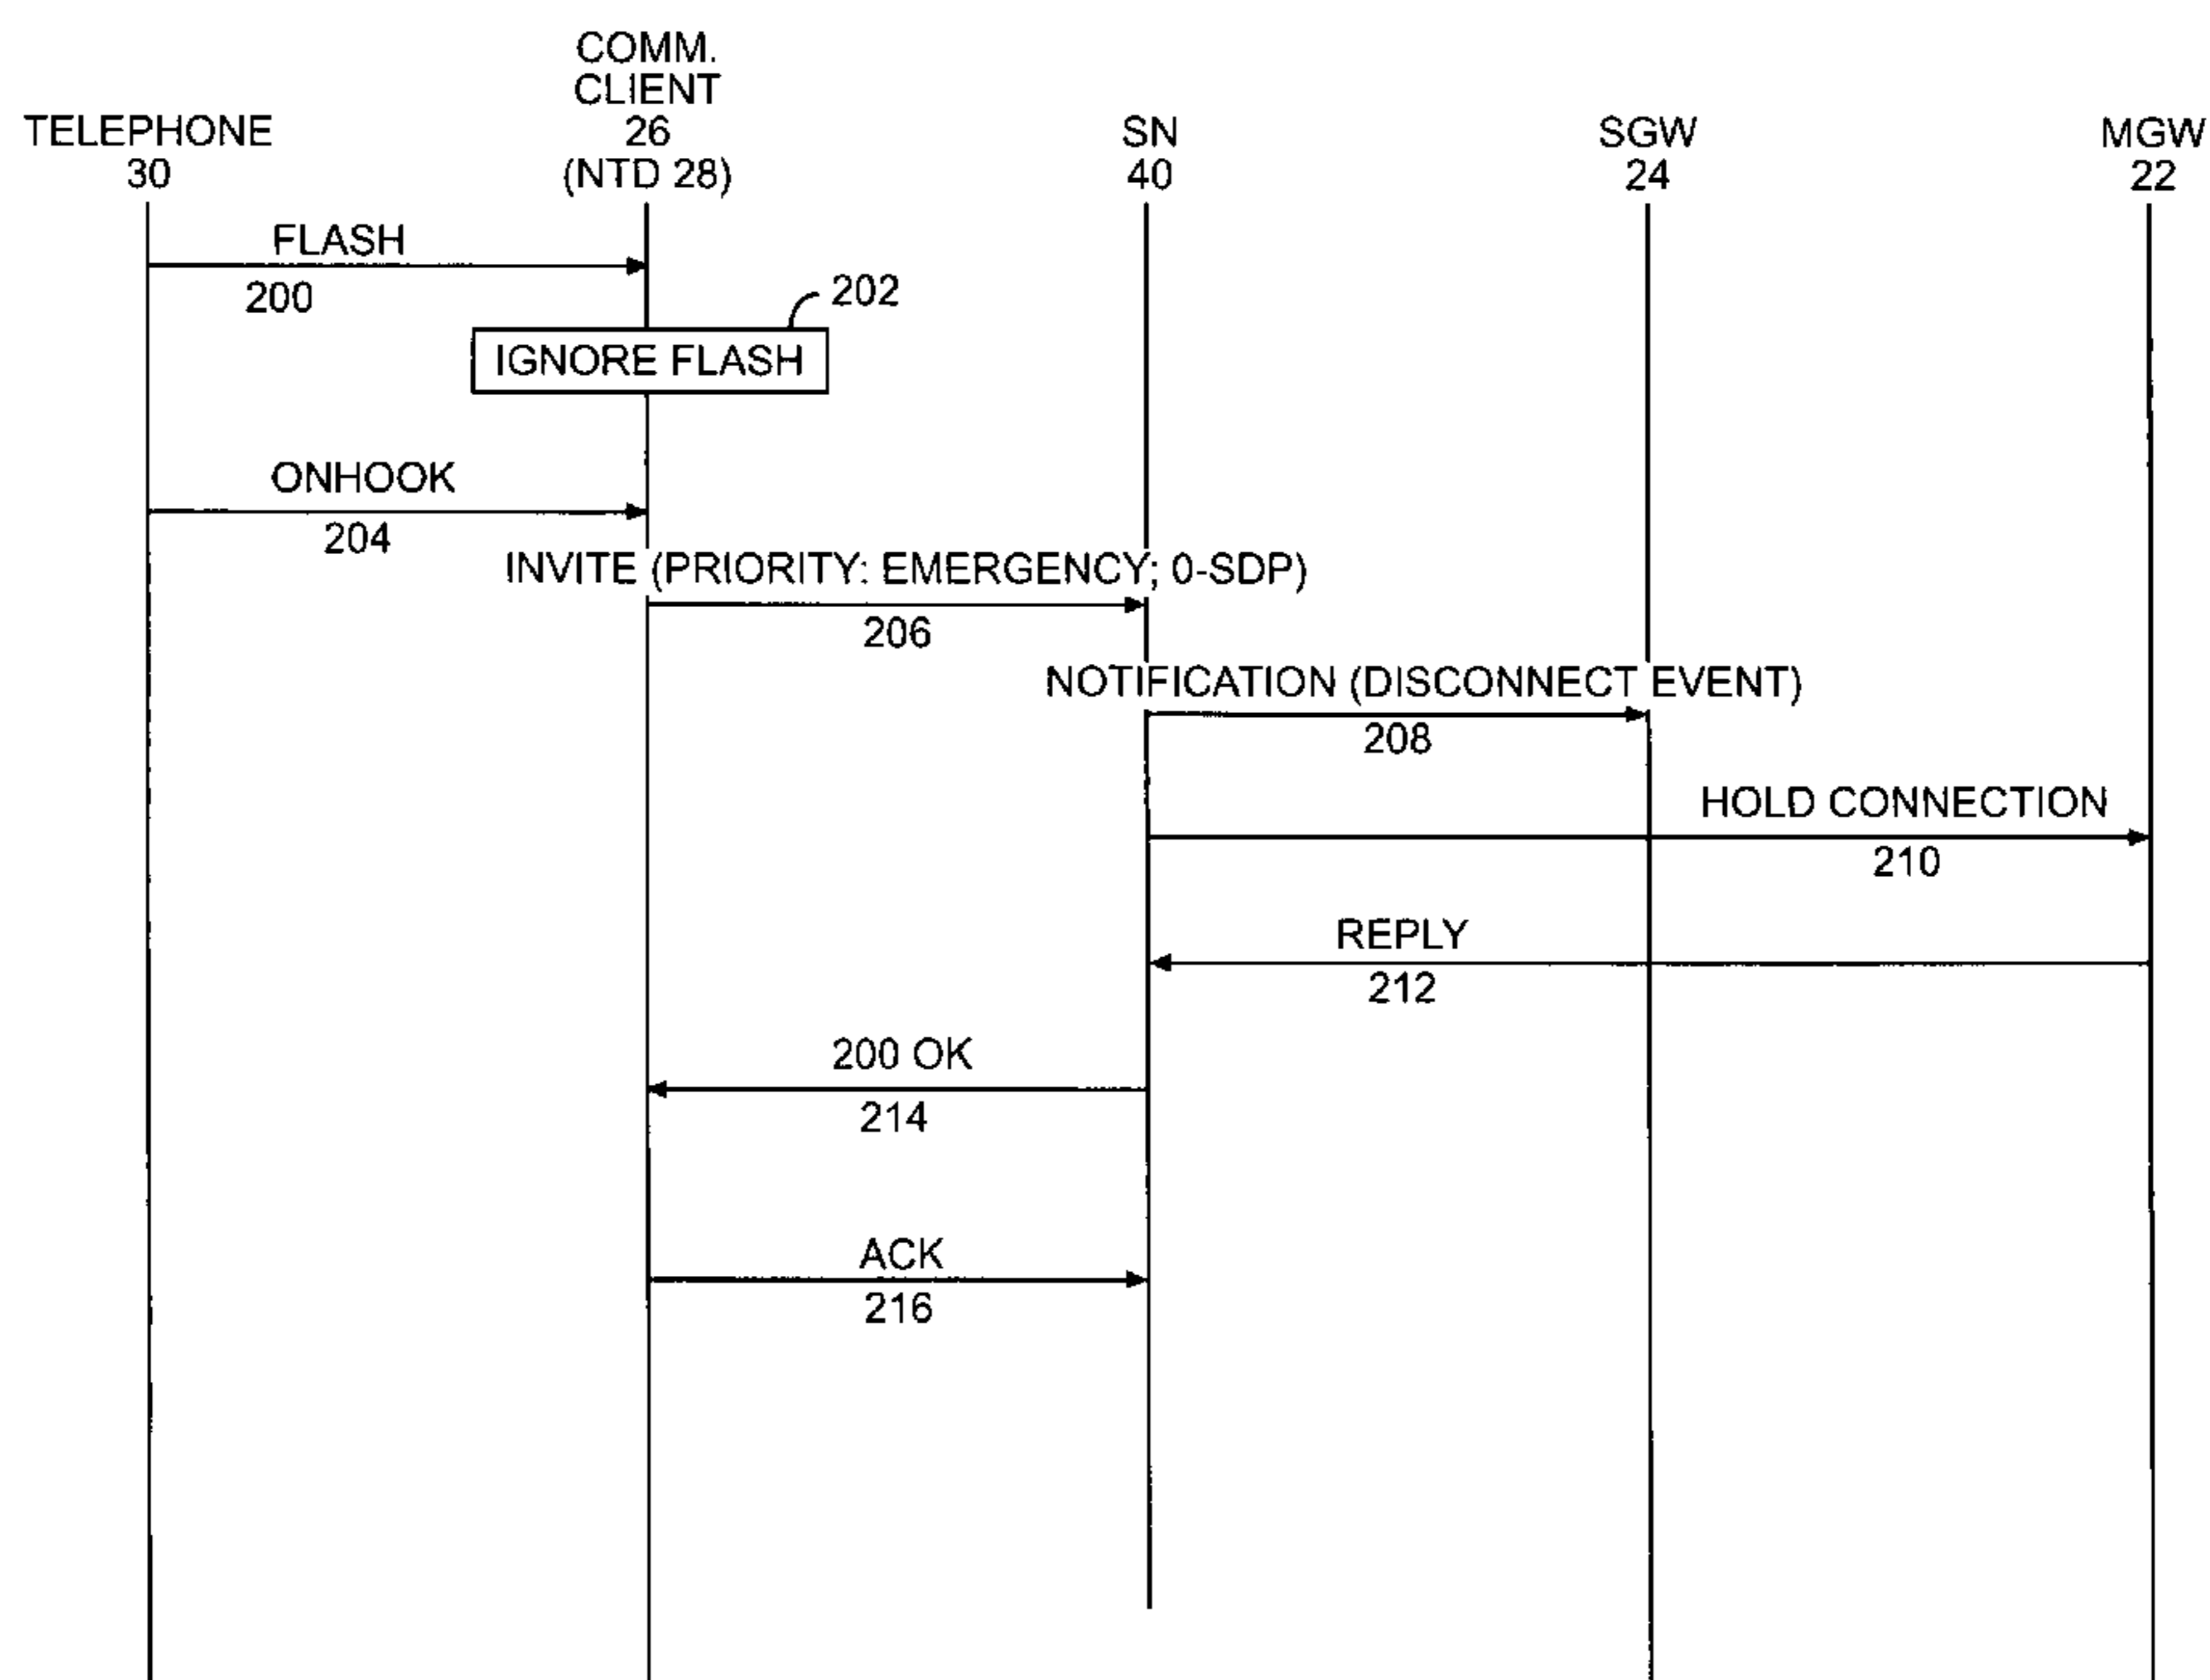 COMM.
CLIENT
TELEPHONE 26 SN SGW MGW
30 (NTD 28) 40 24 22
FLASH
200
202
IGNORE FLASH
ONHOOK
204
INVITE (PRIORITY: EMERGENCY; 0-SDP)
206
NOTIFICATION (DISCONNECT EVENT)
208
HOLD CONNECTION
210
REPLY
212
200 OK
214
ACK
216